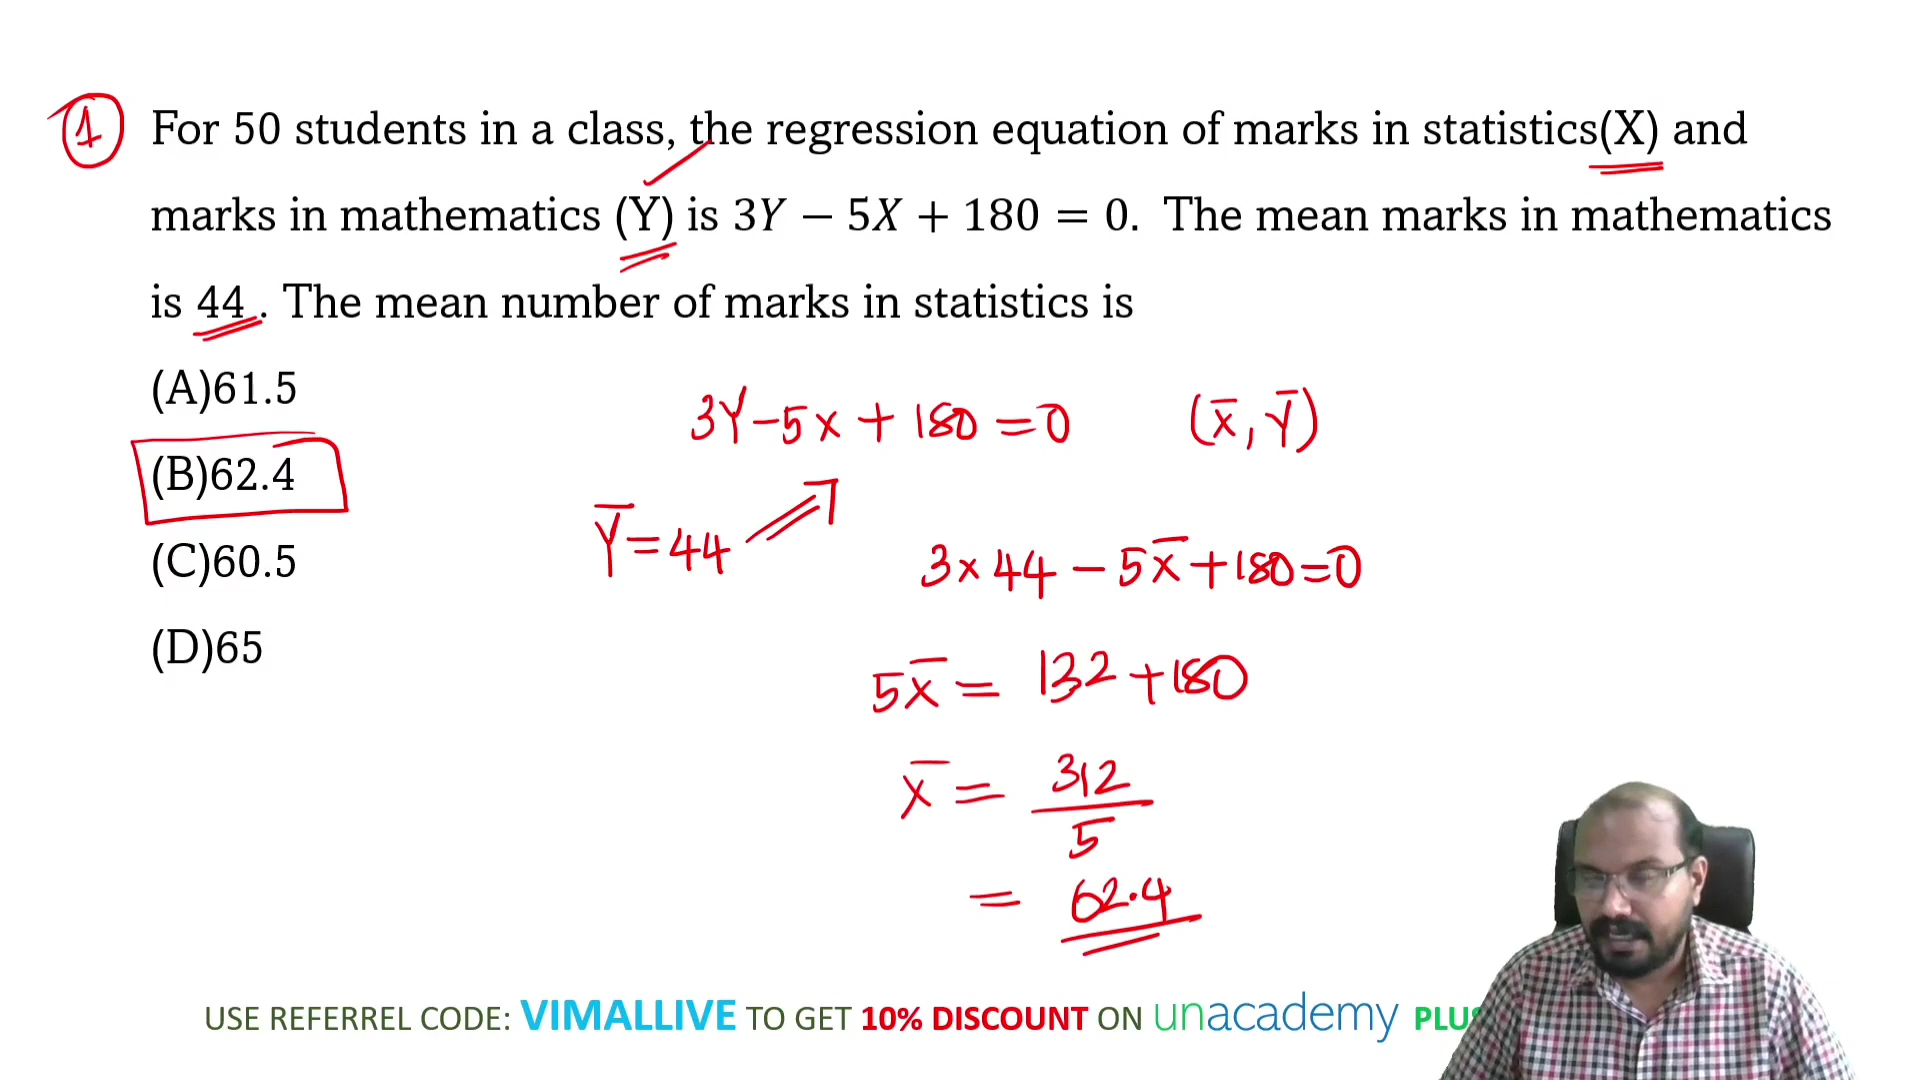 1 For 50 students in a class, the regression equation of marks in statistics(X) and
marks in mathematics (Y) is 3Y − 5X + 180 = 0. The mean marks in mathematics
is 44 . The mean number of marks in statistics is
(A)61.5
(B)62.4
(C)60.5
(D)65
3Y-5x+180=0 (x̅, Y̅)
Y̅=44
3x44-5x̅+180=0
5x̅ = 132+180
x̅ = 312/5
= 62.4
USE REFERREL CODE: VIMALLIVE TO GET 10% DISCOUNT ON unacademy PLUS